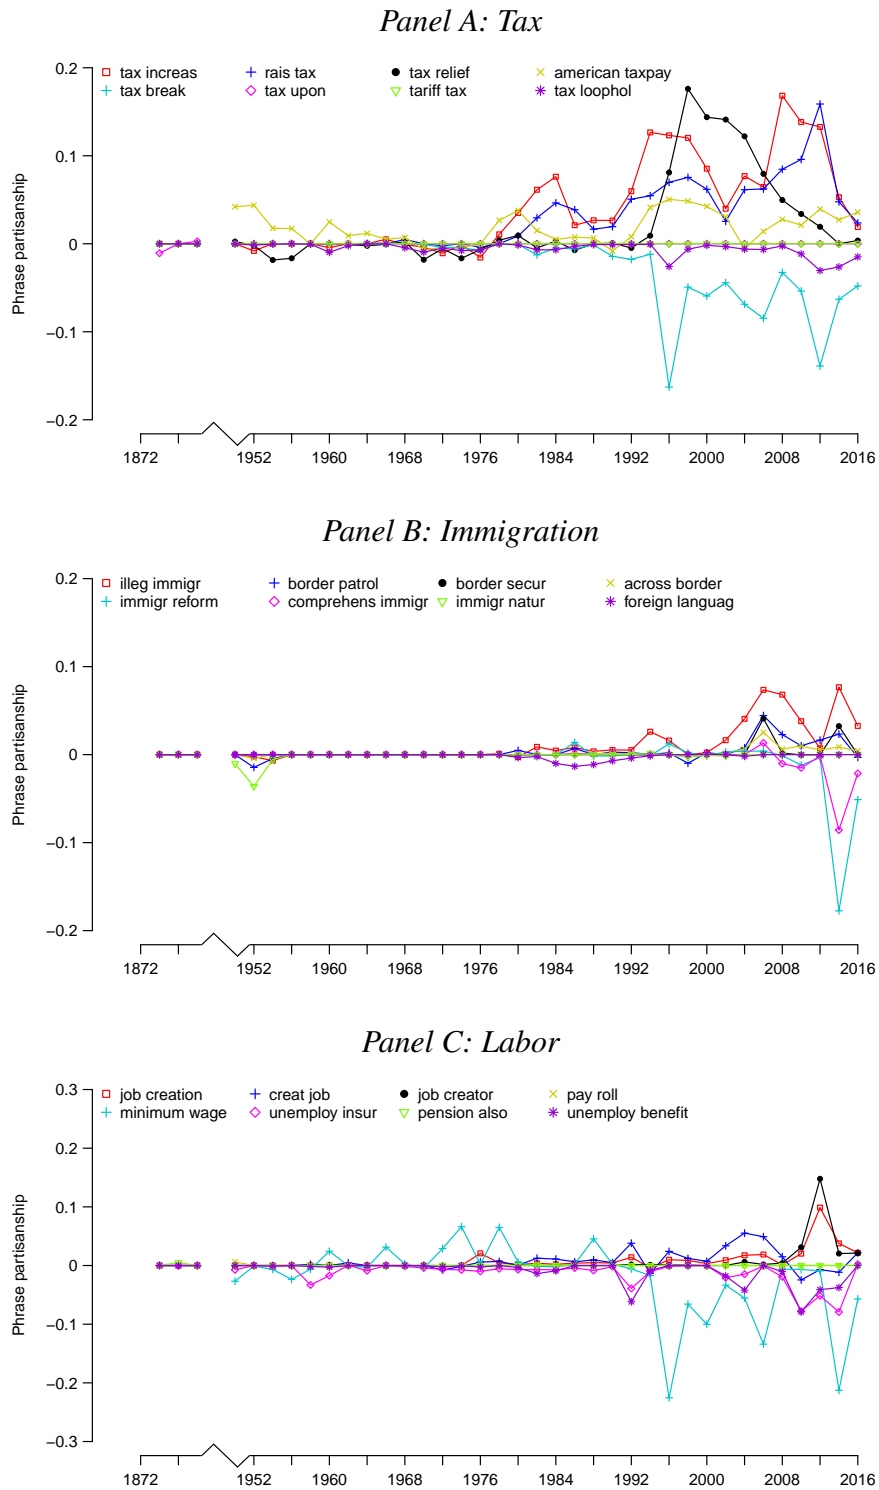 Panel A: Tax
tax increas rais tax tax relief american taxpay
tax break tax upon tariff tax tax loophol
Phrase partisanship
0.2
0.1
0
−0.1
−0.2
1872 1952 1960 1968 1976 1984 1992 2000 2008 2016
Panel B: Immigration
illeg immigr border patrol border secur across border
immigr reform comprehens immigr immigr natur foreign languag
Phrase partisanship
0.2
0.1
0
−0.1
−0.2
1872 1952 1960 1968 1976 1984 1992 2000 2008 2016
Panel C: Labor
job creation creat job job creator pay roll
minimum wage unemploy insur pension also unemploy benefit
Phrase partisanship
0.3
0.2
0.1
0
−0.1
−0.2
−0.3
1872 1952 1960 1968 1976 1984 1992 2000 2008 2016